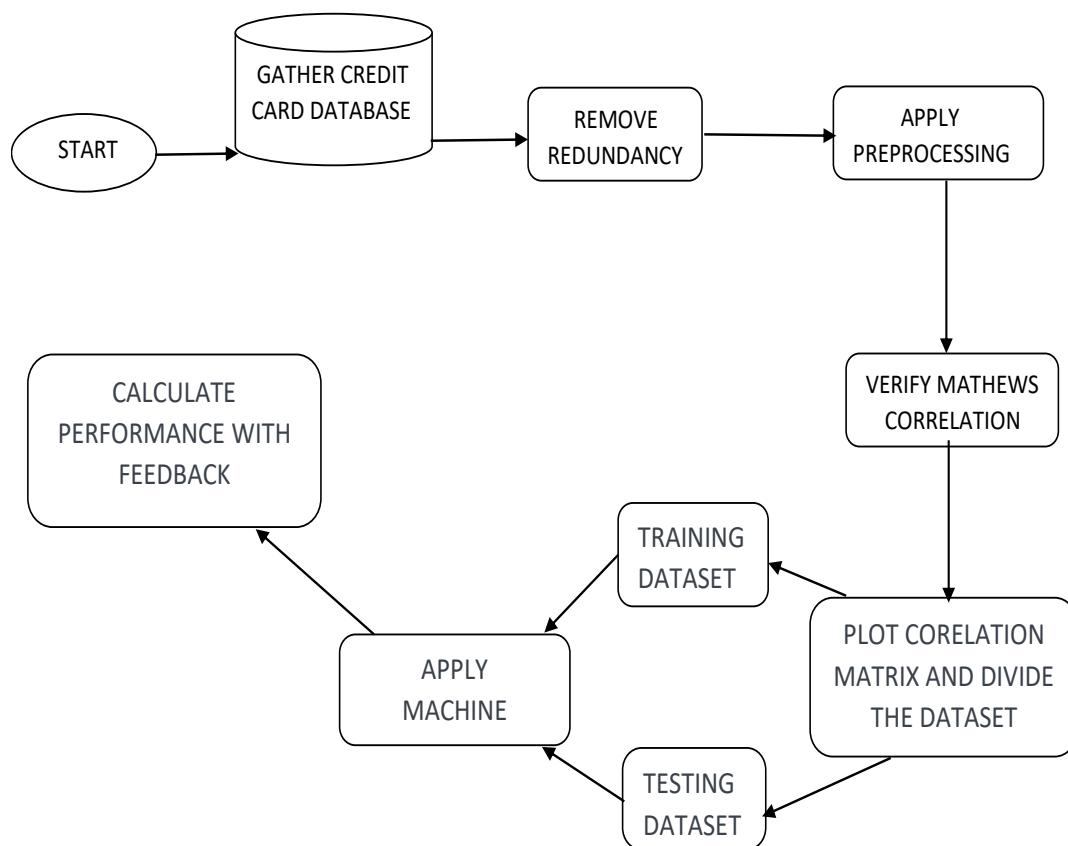 START
GATHER CREDIT
CARD DATABASE
REMOVE
REDUNDANCY
APPLY
PREPROCESSING
VERIFY MATHEWS
CORRELATION
PLOT CORELATION
MATRIX AND DIVIDE
THE DATASET
TRAINING
DATASET
TESTING
DATASET
APPLY
MACHINE
CALCULATE
PERFORMANCE WITH
FEEDBACK